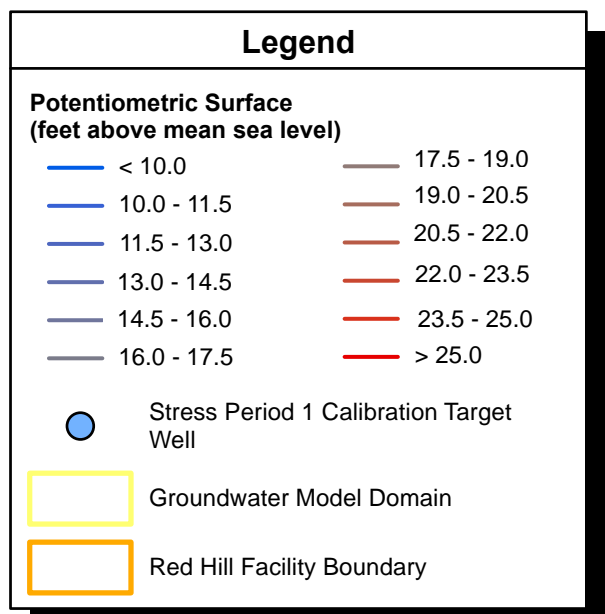 Legend
Potentiometric Surface
(feet above mean sea level)
< 10.0
10.0 - 11.5
11.5 - 13.0
13.0 - 14.5
14.5 - 16.0
16.0 - 17.5
17.5 - 19.0
19.0 - 20.5
20.5 - 22.0
22.0 - 23.5
23.5 - 25.0
> 25.0
Stress Period 1 Calibration Target
Well
Groundwater Model Domain
Red Hill Facility Boundary